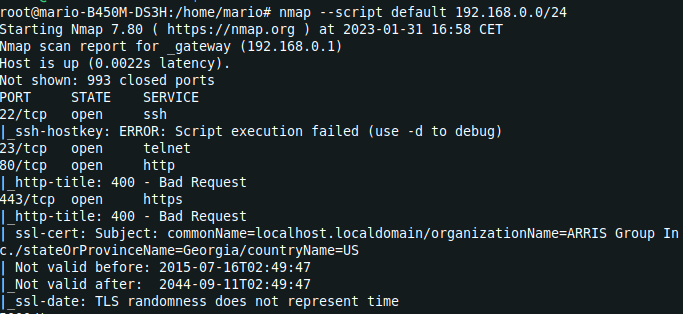 root@mario-B450M-DS3H:/home/mario# nmap --script default 192.168.0.0/24
Starting Nmap 7.80 ( https://nmap.org ) at 2023-01-31 16:58 CET
Nmap scan report for _gateway (192.168.0.1)
Host is up (0.0022s latency).
Not shown: 993 closed ports
PORT     STATE    SERVICE
22/tcp   open     ssh
|_ssh-hostkey: ERROR: Script execution failed (use -d to debug)
23/tcp   open     telnet
80/tcp   open     http
|_http-title: 400 - Bad Request
443/tcp  open     https
|_http-title: 400 - Bad Request
| ssl-cert: Subject: commonName=localhost.localdomain/organizationName=ARRIS Group In
c./stateOrProvinceName=Georgia/countryName=US
| Not valid before: 2015-07-16T02:49:47
|_Not valid after:  2044-09-11T02:49:47
|_ssl-date: TLS randomness does not represent time